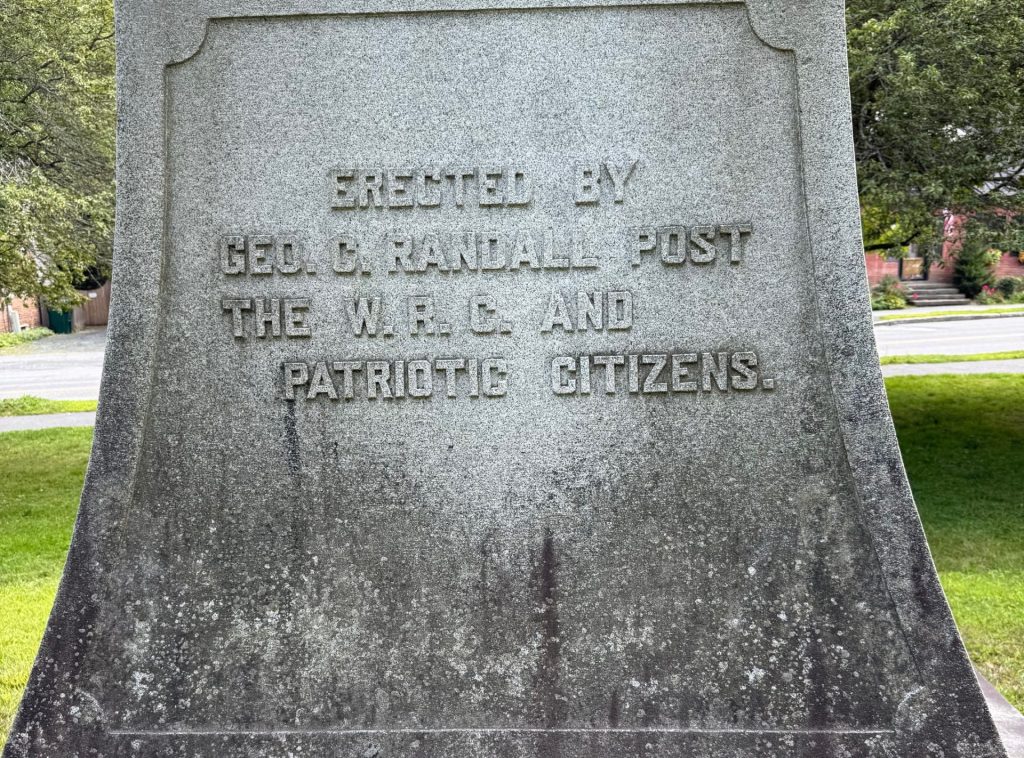 ERECTED BY
GEO. C. RANDALL POST
THE W. R. C. AND
PATRIOTIC CITIZENS.